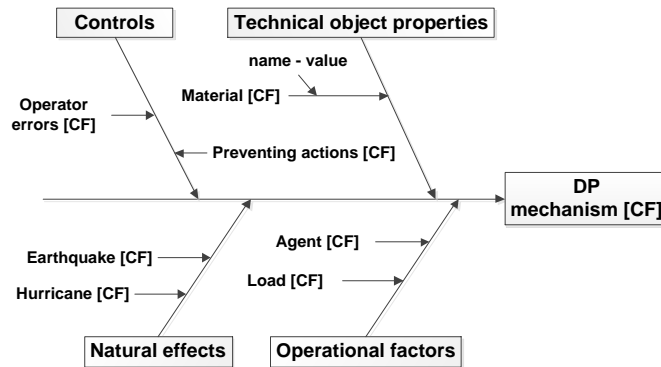 Controls
Technical object properties
name - value
Material [CF]
Operator
errors [CF]
Preventing actions [CF]
DP
mechanism [CF]
Agent [CF]
Earthquake [CF]
Load [CF]
Hurricane [CF]
Natural effects
Operational factors